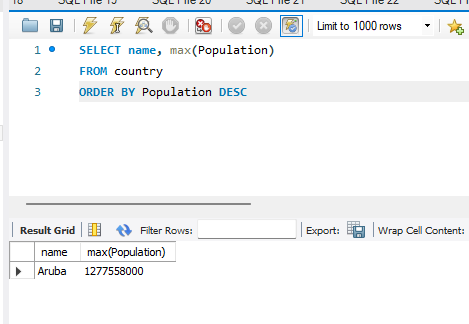 18 SQL File 19 SQL File 20 SQL File 21 SQL File 22 SQL F
Limit to 1000 rows
1 SELECT name, max(Population)
2 FROM country
3 ORDER BY Population DESC
Result Grid Filter Rows: Export: Wrap Cell Content:
name max(Population)
Aruba 1277558000